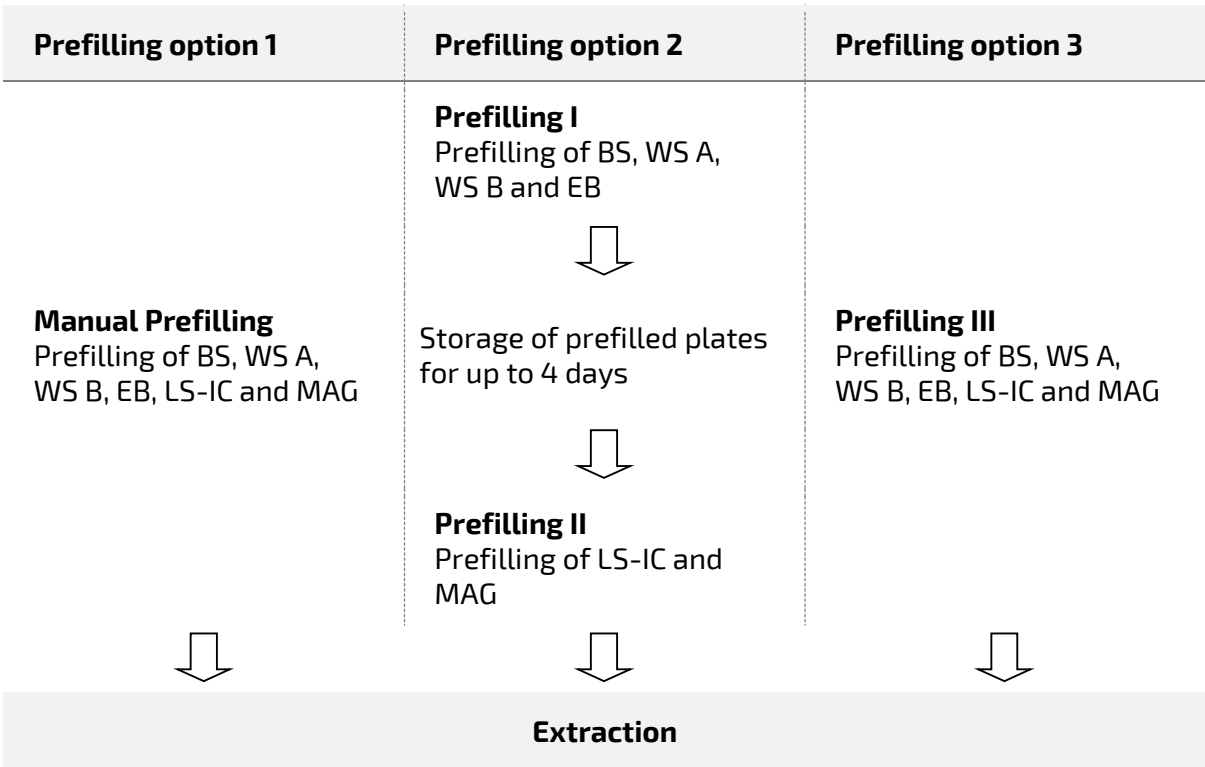 Prefilling option 1
Prefilling option 2
Prefilling option 3
Manual Prefilling
Prefilling of BS, WS A,
WS B, EB, LS-IC and MAG
Prefilling I
Prefilling of BS, WS A,
WS B and EB
Storage of prefilled plates
for up to 4 days
Prefilling II
Prefilling of LS-IC and
MAG
Prefilling III
Prefilling of BS, WS A,
WS B, EB, LS-IC and MAG
Extraction